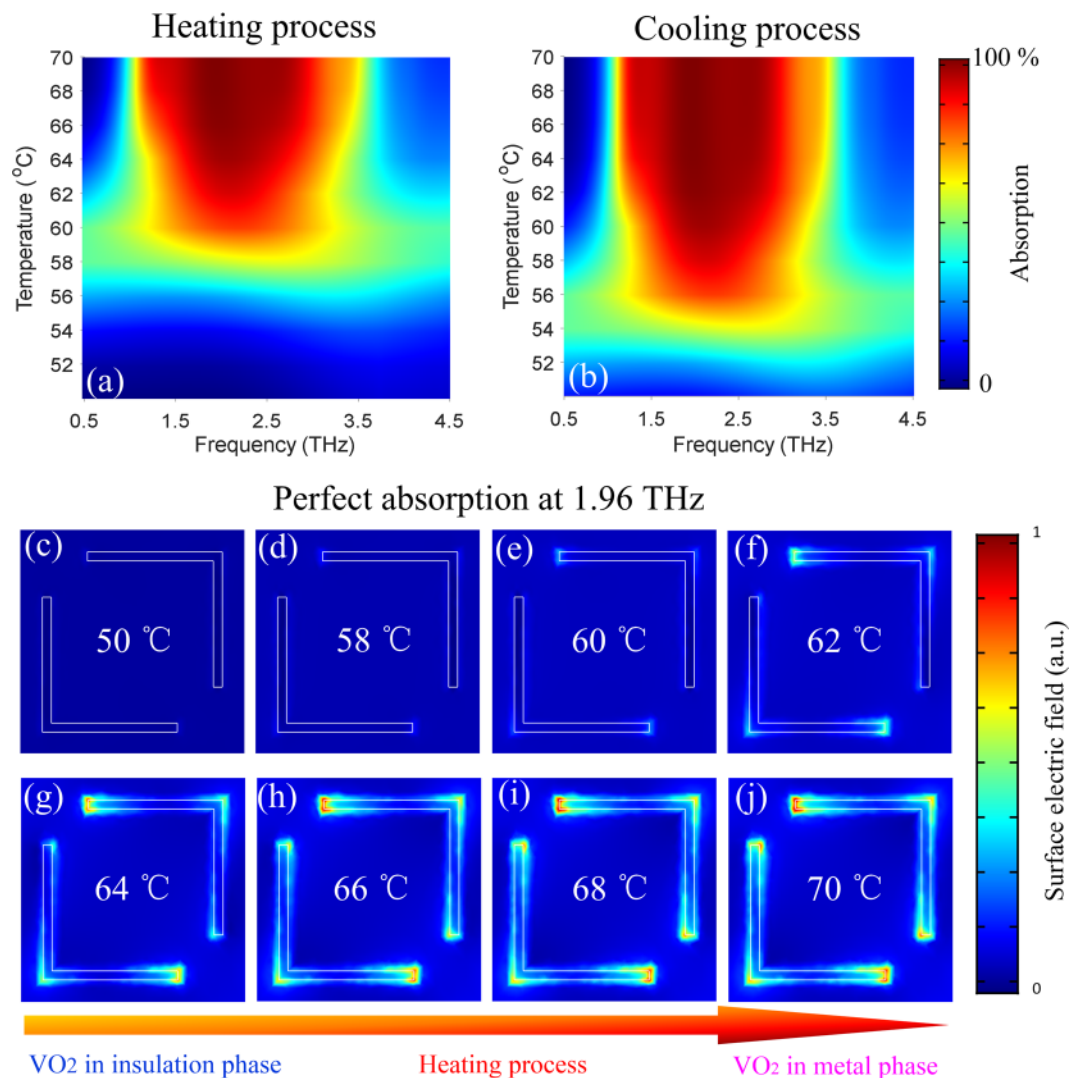 Heating process
Cooling process
70
68
66
64
62
60
58
56
54
52
Temperature (°C)
(a)
0.5
1.5
2.5
3.5
4.5
Frequency (THz)
70
68
66
64
62
60
58
56
54
52
Temperature (°C)
(b)
0.5
1.5
2.5
3.5
4.5
Frequency (THz)
100 %
0
Absorption
Perfect absorption at 1.96 THz
(c)
50 ℃
(d)
58 ℃
(e)
60 ℃
(f)
62 ℃
(g)
64 ℃
(h)
66 ℃
(i)
68 ℃
(j)
70 ℃
1
0
Surface electric field (a.u.)
VO2 in insulation phase
Heating process
VO2 in metal phase